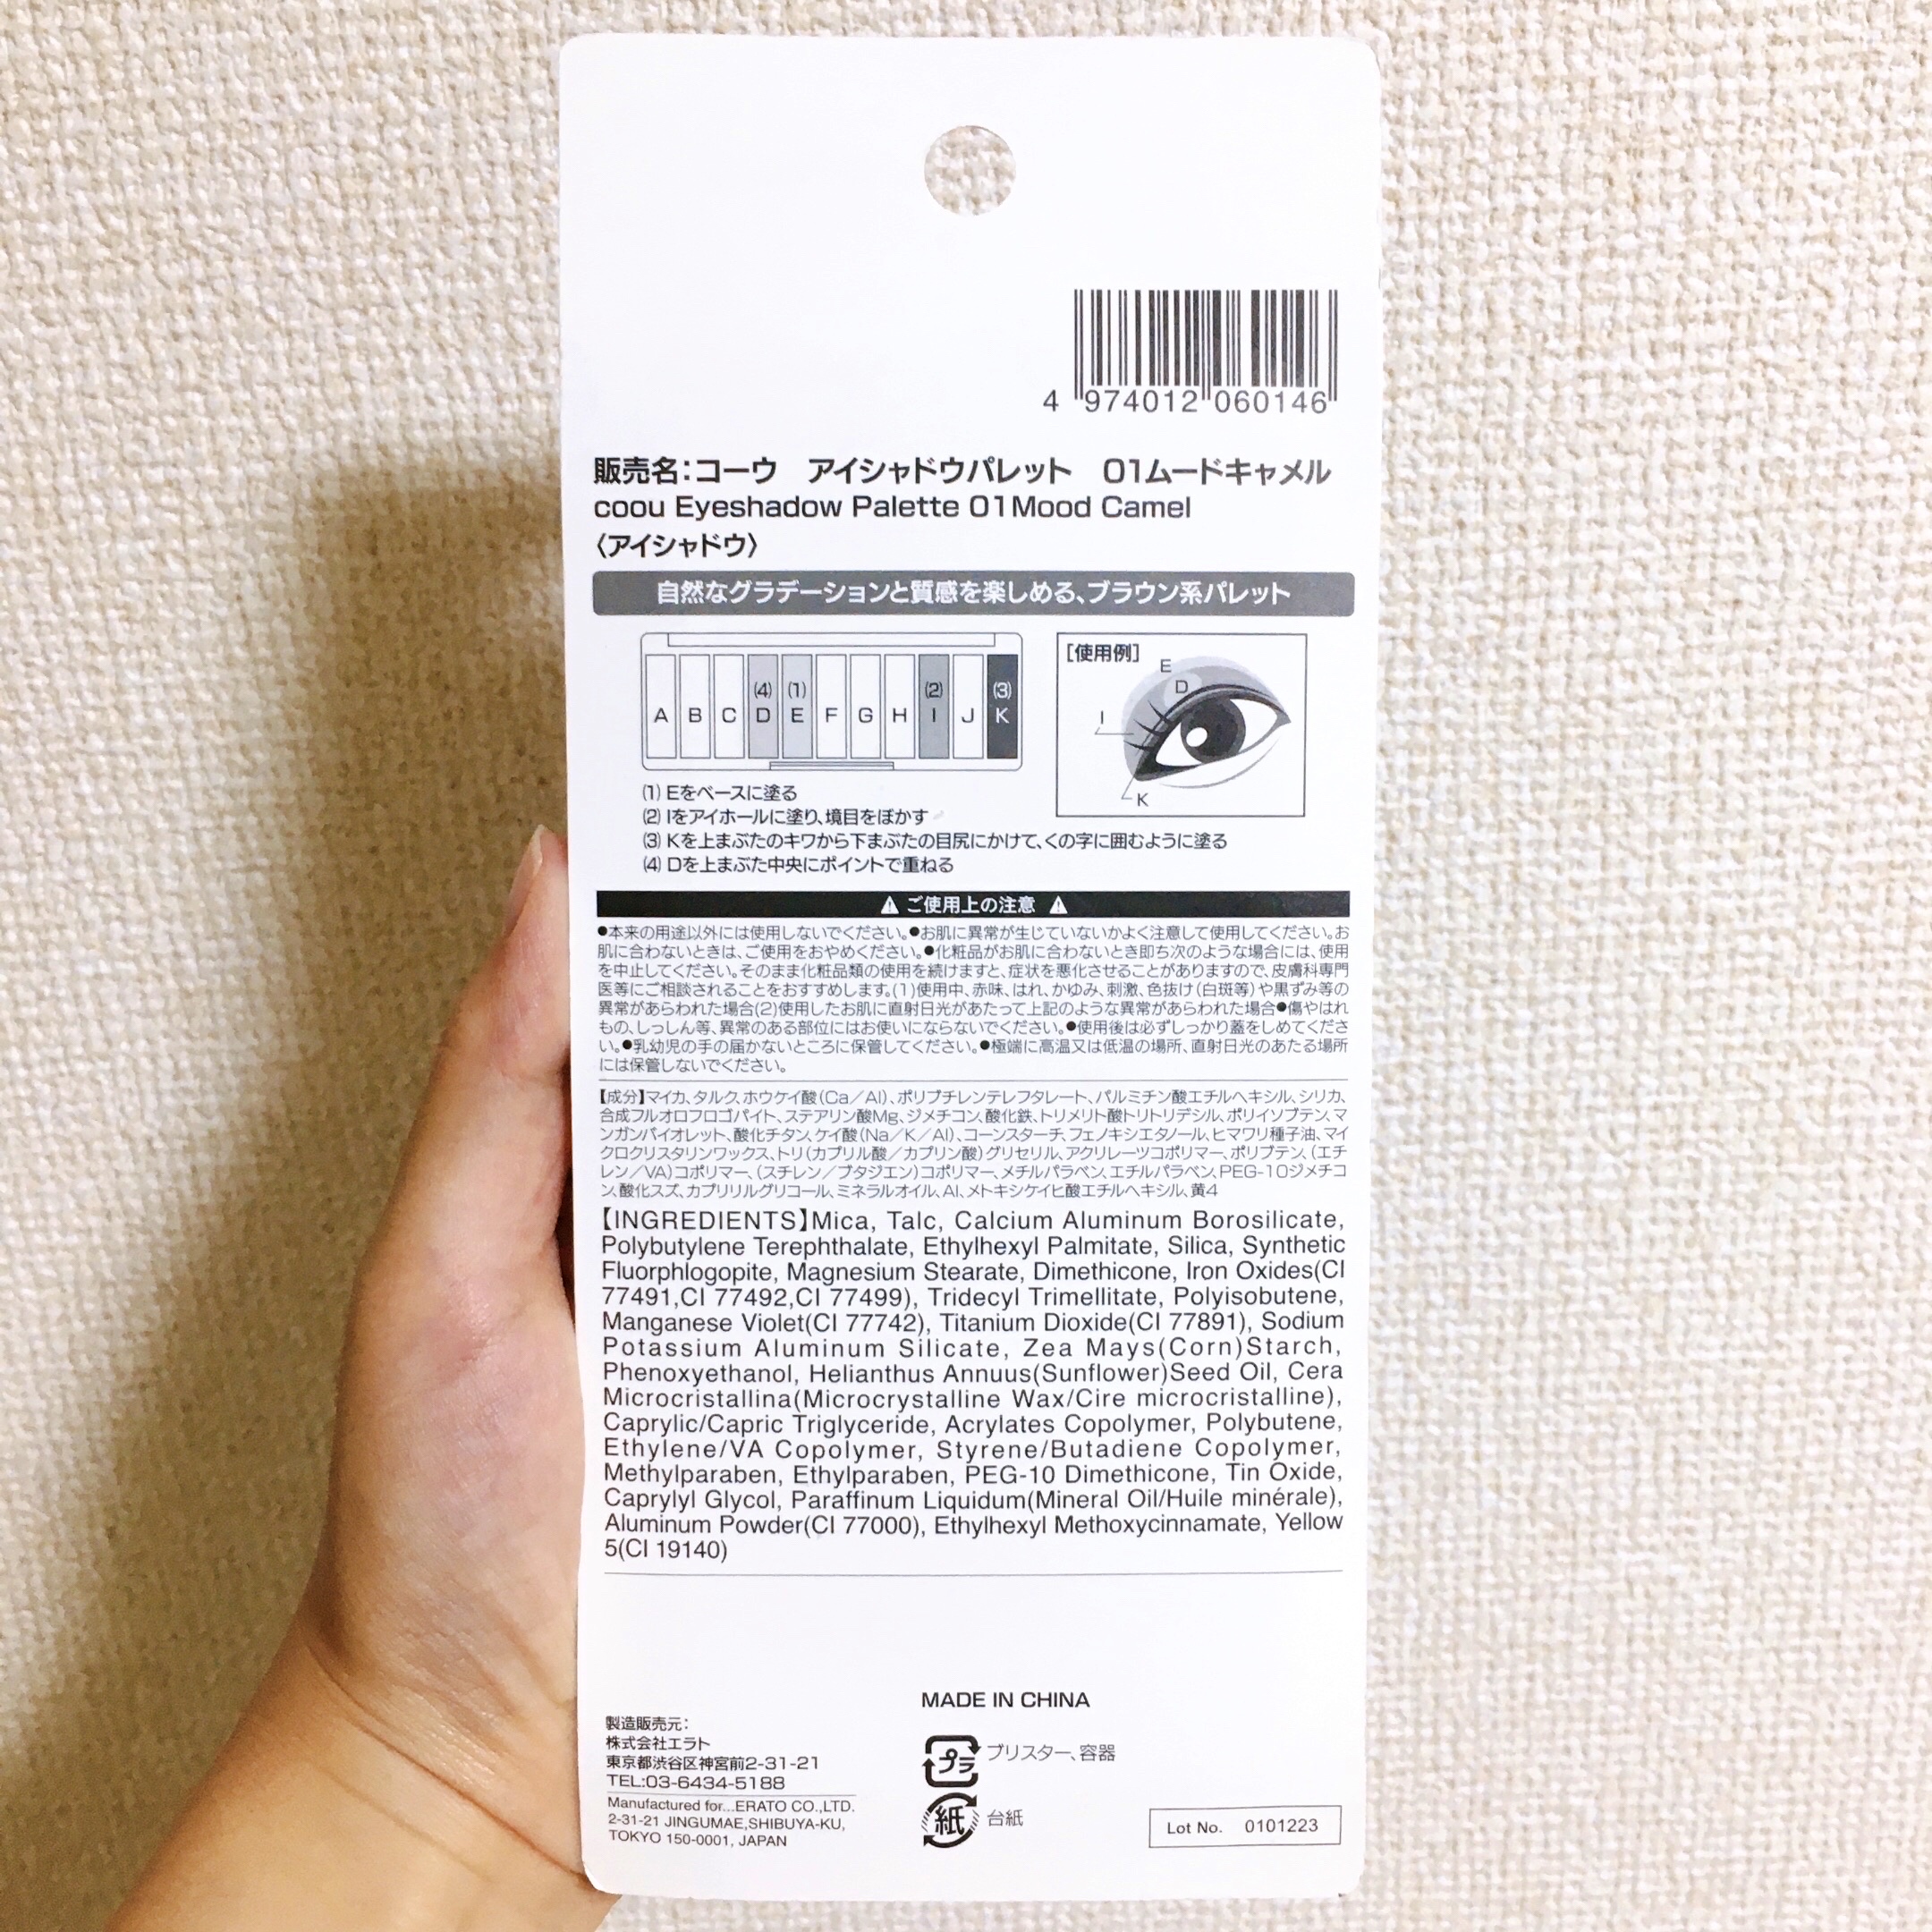 4 974012 060146
販売名：コーウ　アイシャドウパレット　01ムードキャメル
coou Eyeshadow Palette 01Mood Camel
〈アイシャドウ〉
自然なグラデーションと質感を楽しめる、ブラウン系パレット
(4) (1) (2) (3)
A B C D E F G H I J K
[使用例]
E
D
I
K
(1) Eをベースに塗る
(2) Iをアイホールに塗り、境目をぼかす
(3) Kを上まぶたのキワから下まぶたの目尻にかけて、くの字に囲むように塗る
(4) Dを上まぶた中央にポイントで重ねる
⚠ ご使用上の注意 ⚠
●本来の用途以外には使用しないでください。●お肌に異常が生じていないかよく注意して使用してください。お
肌に合わないときは、ご使用をおやめください。●化粧品がお肌に合わないとき即ち次のような場合には、使用
を中止してください。そのまま化粧品類の使用を続けますと、症状を悪化させることがありますので、皮膚科専門
医等にご相談されることをおすすめします。(1)使用中、赤味、はれ、かゆみ、刺激、色抜け(白斑等)や黒ずみ等の
異常があらわれた場合(2)使用したお肌に直射日光があたって上記のような異常があらわれた場合●傷やはれ
もの、しっしん等、異常のある部位にはお使いにならないでください。●使用後は必ずしっかり蓋をしめてくださ
い。●乳幼児の手の届かないところに保管してください。●極端に高温又は低温の場所、直射日光のあたる場所
には保管しないでください。
【成分】マイカ、タルク、ホウケイ酸(Ca／Al)、ポリブチレンテレフタレート、パルミチン酸エチルヘキシル、シリカ、
合成フルオロフロゴパイト、ステアリン酸Mg、ジメチコン、酸化鉄、トリメリト酸トリトリデシル、ポリイソブテン、マ
ンガンバイオレット、酸化チタン、ケイ酸(Na／K／Al)、コーンスターチ、フェノキシエタノール、ヒマワリ種子油、マイ
クロクリスタリンワックス、トリ(カプリル酸／カプリン酸)グリセリル、アクリレーツコポリマー、ポリブテン、(エチ
レン／VA)コポリマー、(スチレン／ブタジエン)コポリマー、メチルパラベン、エチルパラベン、PEG-10ジメチコ
ン、酸化スズ、カプリリルグリコール、ミネラルオイル、Al、メトキシケイヒ酸エチルヘキシル、黄4
【INGREDIENTS】Mica, Talc, Calcium Aluminum Borosilicate,
Polybutylene Terephthalate, Ethylhexyl Palmitate, Silica, Synthetic
Fluorphlogopite, Magnesium Stearate, Dimethicone, Iron Oxides(CI
77491,CI 77492,CI 77499), Tridecyl Trimellitate, Polyisobutene,
Manganese Violet(CI 77742), Titanium Dioxide(CI 77891), Sodium
Potassium Aluminum Silicate, Zea Mays(Corn)Starch,
Phenoxyethanol, Helianthus Annuus(Sunflower)Seed Oil, Cera
Microcristallina(Microcrystalline Wax/Cire microcristalline),
Caprylic/Capric Triglyceride, Acrylates Copolymer, Polybutene,
Ethylene/VA Copolymer, Styrene/Butadiene Copolymer,
Methylparaben, Ethylparaben, PEG-10 Dimethicone, Tin Oxide,
Caprylyl Glycol, Paraffinum Liquidum(Mineral Oil/Huile minérale),
Aluminum Powder(CI 77000), Ethylhexyl Methoxycinnamate, Yellow
5(CI 19140)
MADE IN CHINA
製造販売元：
株式会社エラト
東京都渋谷区神宮前2-31-21
TEL:03-6434-5188
Manufactured for...ERATO CO.,LTD.
2-31-21 JINGUMAE,SHIBUYA-KU,
TOKYO 150-0001, JAPAN
プラ ブリスター、容器
紙 台紙
Lot No. 0101223